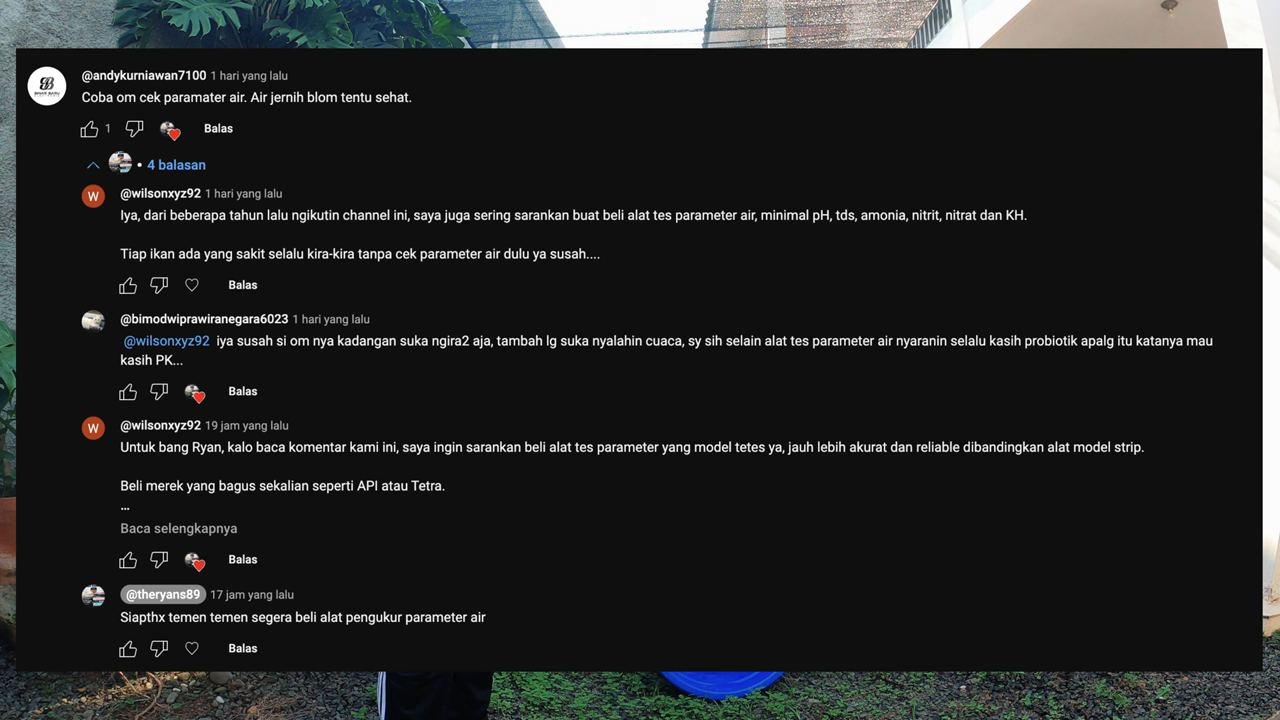 @andykurniawan7100 1 hari yang lalu
Coba om cek paramater air. Air jernih blom tentu sehat.
1 Balas
4 balasan
W @wilsonxyz92 1 hari yang lalu
Iya, dari beberapa tahun lalu ngikutin channel ini, saya juga sering sarankan buat beli alat tes parameter air, minimal pH, tds, amonia, nitrit, nitrat dan KH.
Tiap ikan ada yang sakit selalu kira-kira tanpa cek parameter air dulu ya susah....
Balas
@bimodwiprawiranegara6023 1 hari yang lalu
@wilsonxyz92 iya susah si om nya kadangan suka ngira2 aja, tambah lg suka nyalahin cuaca, sy sih selain alat tes parameter air nyaranin selalu kasih probiotik apalg itu katanya mau
kasih PK...
Balas
W @wilsonxyz92 19 jam yang lalu
Untuk bang Ryan, kalo baca komentar kami ini, saya ingin sarankan beli alat tes parameter yang model tetes ya, jauh lebih akurat dan reliable dibandingkan alat model strip.
Beli merek yang bagus sekalian seperti API atau Tetra.
...
Baca selengkapnya
Balas
@theryans89 17 jam yang lalu
Siapthx temen temen segera beli alat pengukur parameter air
Balas